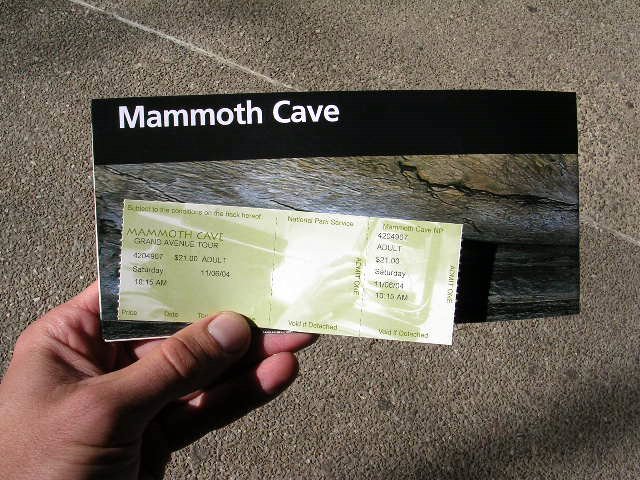 Mammoth Cave
Subject to the conditions on the back hereof.
MAMMOTH CAVE
GRAND AVENUE TOUR
4204967 $21.00 ADULT
Saturday 11/06/04
10:15 AM
Price Date
National Park Service
ADMIT ONE
Void if Detached
Mammoth Cave NP
4204967
ADULT
$21.00
Saturday
11/06/04
10:15 AM
ADMIT ONE
Void if Detached